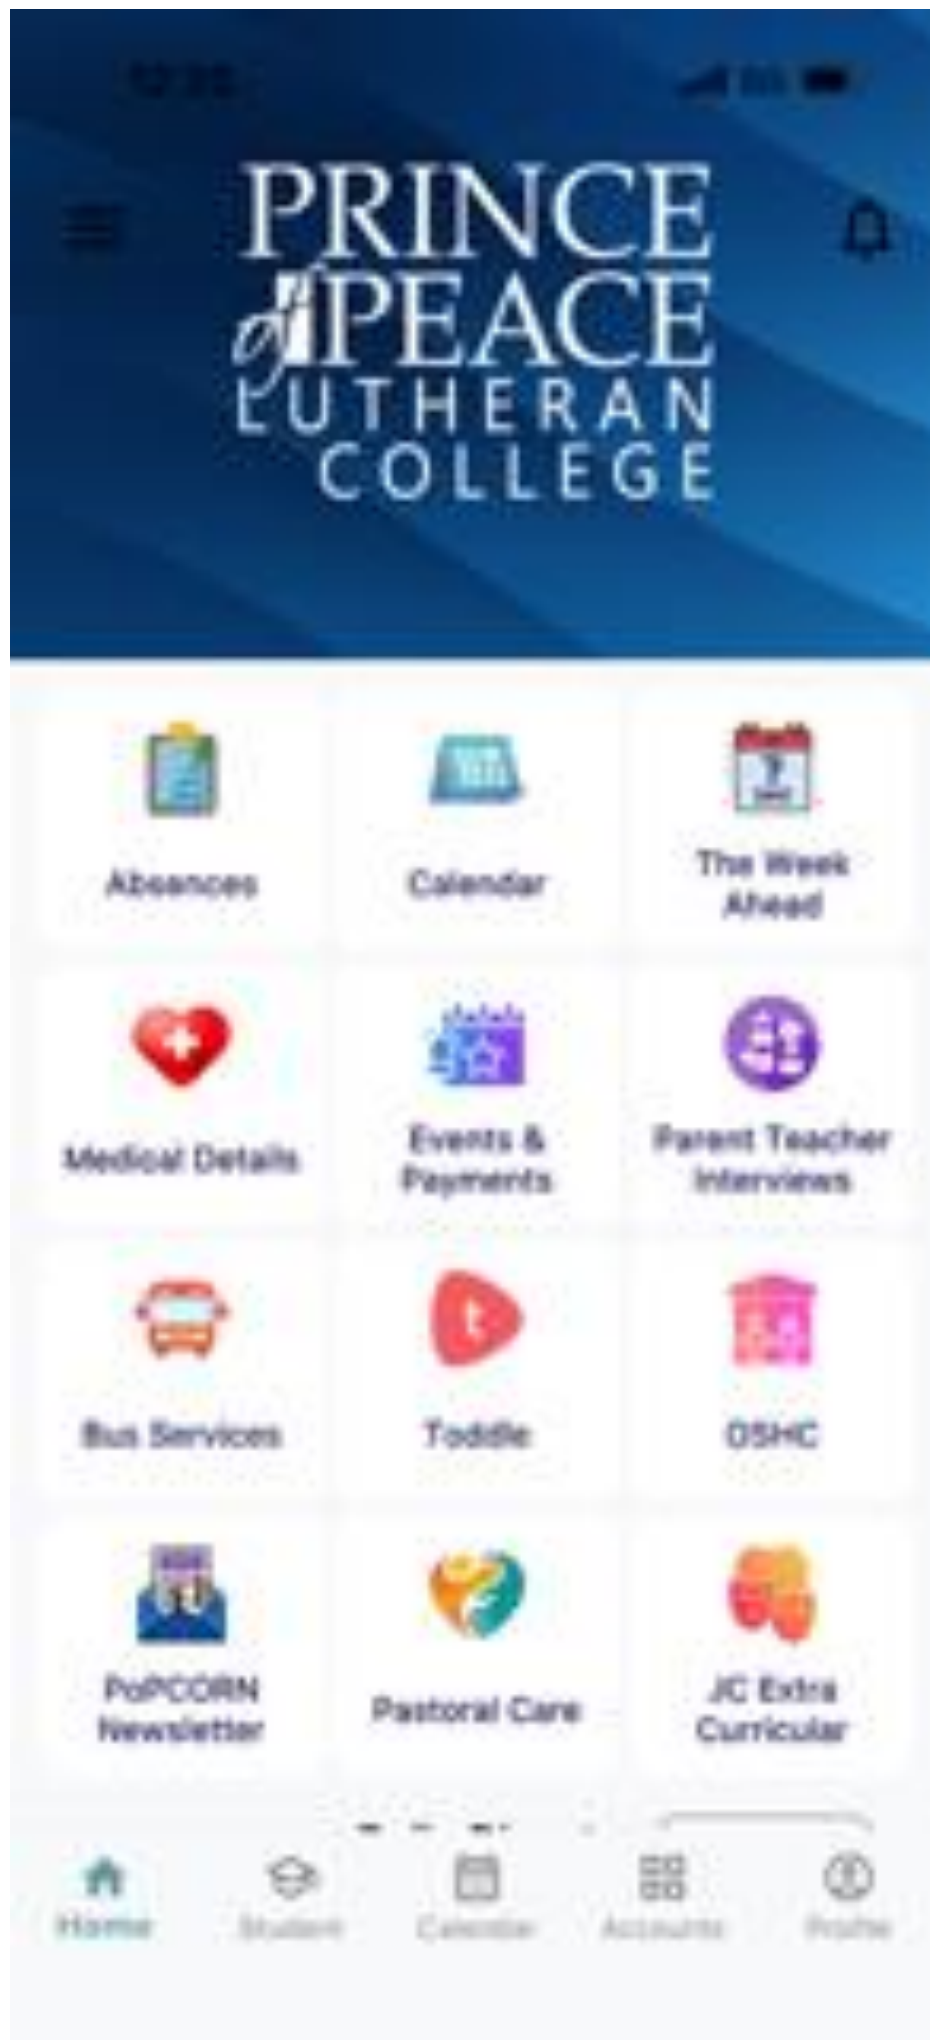 PRINCE
of PEACE
LUTHERAN
COLLEGE
Absences
Calendar
The Week
Ahead
Medical Details
Events &
Payments
Parent Teacher
Interviews
Bus Services
Toddle
OSHC
PoPCORN
Newsletter
Pastoral Care
JC Extra
Curricular
Home
Student
Calendar
Accounts
Profile